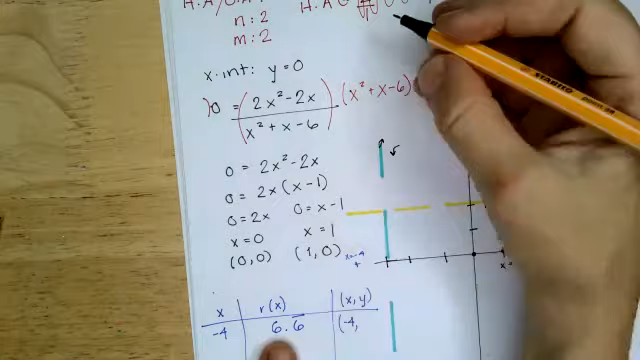 n: 2
m: 2
x-int: y=0
0 = (2x² - 2x / x² + x - 6) (x² + x - 6)
0 = 2x² - 2x
0 = 2x(x-1)
0 = 2x   0 = x-1
x = 0   x = 1
(0,0)   (1,0)
x   r(x)   (x,y)
-4   6.6   (-4,